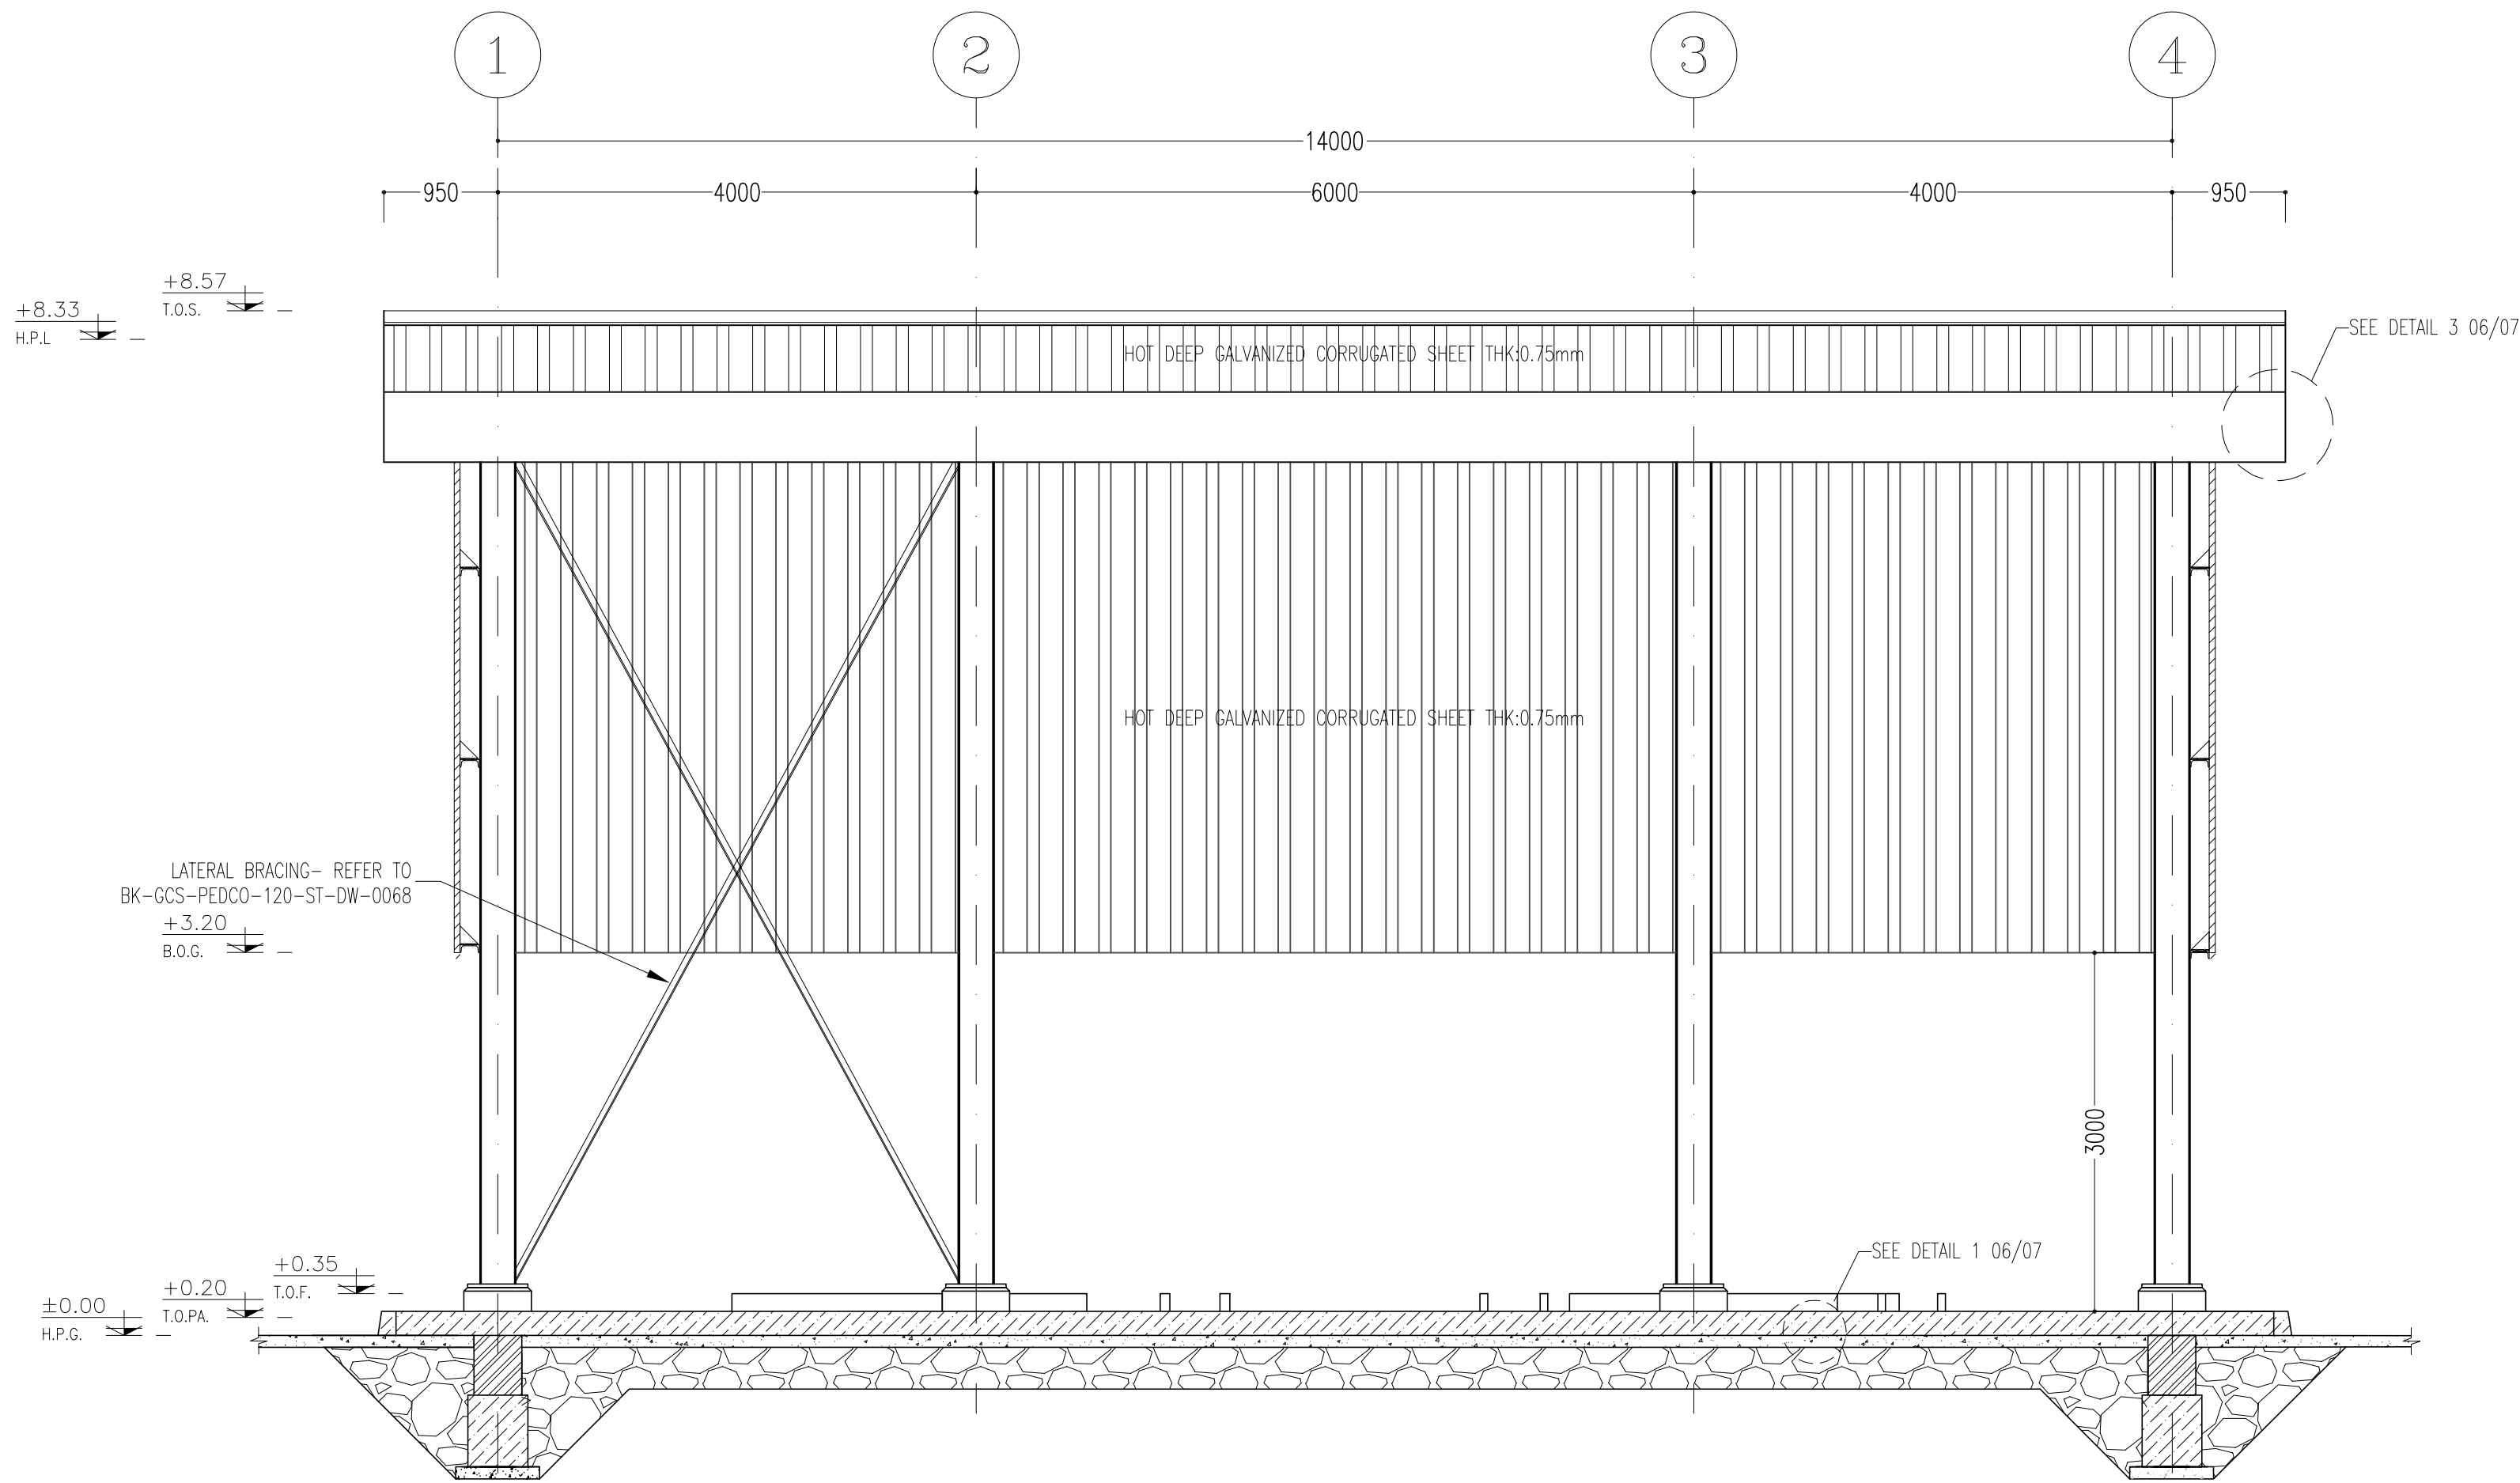 1 2 3 4
14000
950 4000 6000 4000 950
+8.57
T.O.S.
+8.33
H.P.L
HOT DEEP GALVANIZED CORRUGATED SHEET THK:0.75mm
SEE DETAIL 3 06/07
HOT DEEP GALVANIZED CORRUGATED SHEET THK:0.75mm
LATERAL BRACING- REFER TO
BK-GCS-PEDCO-120-ST-DW-0068
+3.20
B.O.G.
3000
SEE DETAIL 1 06/07
+0.35
T.O.F.
+0.20
T.O.PA.
±0.00
H.P.G.